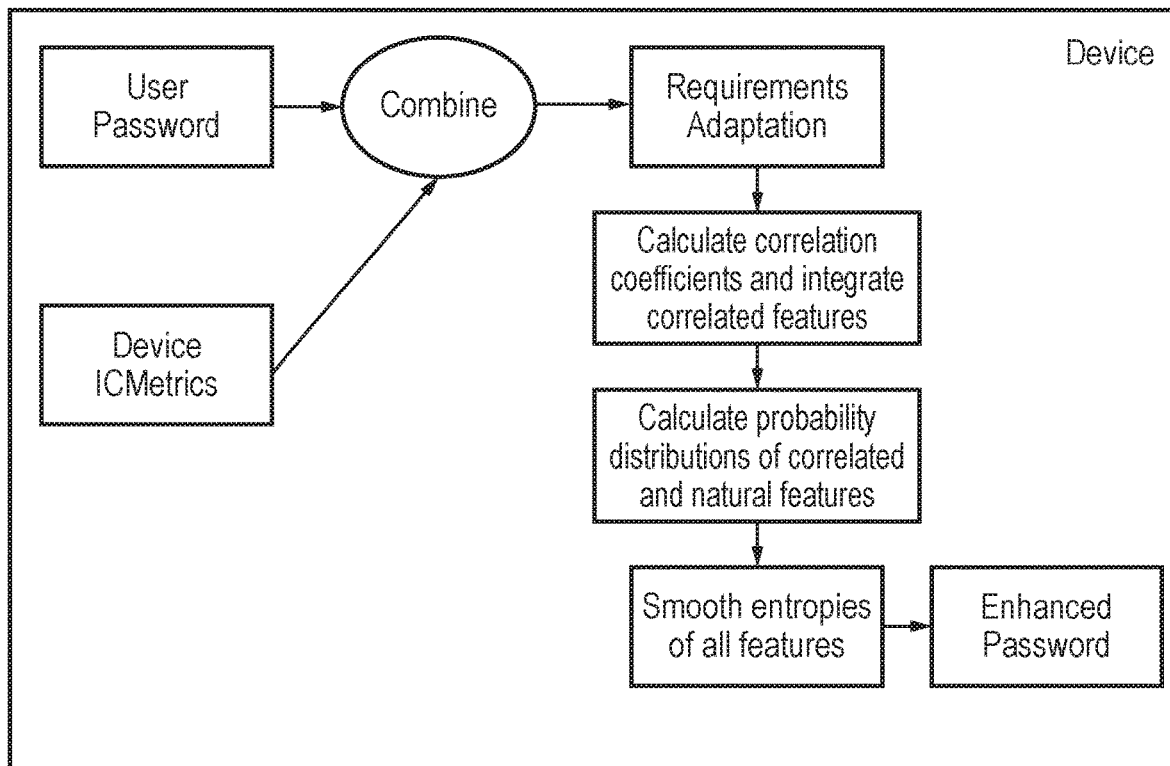 Device
User
Password
Combine
Requirements
Adaptation
Calculate correlation
coefficients and integrate
correlated features
Device
ICMetrics
Calculate probability
distributions of correlated
and natural features
Smooth entropies
of all features
Enhanced
Password